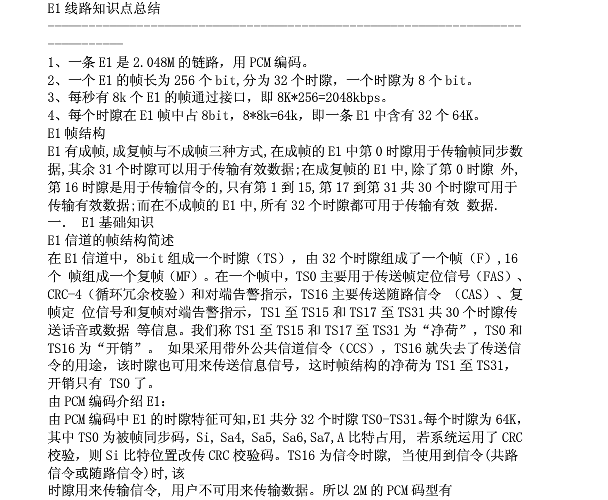 E1 线路知识点总结
------------------------------------------------------------------------
-----------
1、一条 E1 是 2.048M 的链路，用 PCM 编码。
2、一个 E1 的帧长为 256 个 bit,分为 32 个时隙，一个时隙为 8 个 bit。
3、每秒有 8k 个 E1 的帧通过接口，即 8K*256=2048kbps。
4、每个时隙在 E1 帧中占 8bit，8*8k=64k，即一条 E1 中含有 32 个 64K。
E1 帧结构
E1 有成帧,成复帧与不成帧三种方式,在成帧的 E1 中第 0 时隙用于传输帧同步数
据,其余 31 个时隙可以用于传输有效数据;在成复帧的 E1 中,除了第 0 时隙 外,
第 16 时隙是用于传输信令的,只有第 1 到 15,第 17 到第 31 共 30 个时隙可用于
传输有效数据;而在不成帧的 E1 中,所有 32 个时隙都可用于传输有效 数据.
一． E1 基础知识
E1 信道的帧结构简述
在 E1 信道中，8bit 组成一个时隙（TS），由 32 个时隙组成了一个帧（F）,16
个 帧组成一个复帧（MF）。在一个帧中，TS0 主要用于传送帧定位信号（FAS）、
CRC-4（循环冗余校验）和对端告警指示，TS16 主要传送随路信令 （CAS）、复
帧定 位信号和复帧对端告警指示，TS1 至 TS15 和 TS17 至 TS31 共 30 个时隙传
送话音或数据 等信息。我们称 TS1 至 TS15 和 TS17 至 TS31 为“净荷”，TS0 和
TS16 为“开销”。 如果采用带外公共信道信令（CCS），TS16 就失去了传送信
令的用途，该时隙也可用来传送信息信号，这时帧结构的净荷为 TS1 至 TS31，
开销只有 TS0 了。
由 PCM 编码介绍 E1：
由 PCM 编码中 E1 的时隙特征可知,E1 共分 32 个时隙 TS0-TS31。每个时隙为 64K,
其中 TS0 为被帧同步码，Si, Sa4, Sa5, Sa6,Sa7,A 比特占用, 若系统运用了 CRC
校验，则 Si 比特位置改传 CRC 校验码。TS16 为信令时隙, 当使用到信令(共路
信令或随路信令)时,该
时隙用来传输信令, 用户不可用来传输数据。所以 2M 的 PCM 码型有